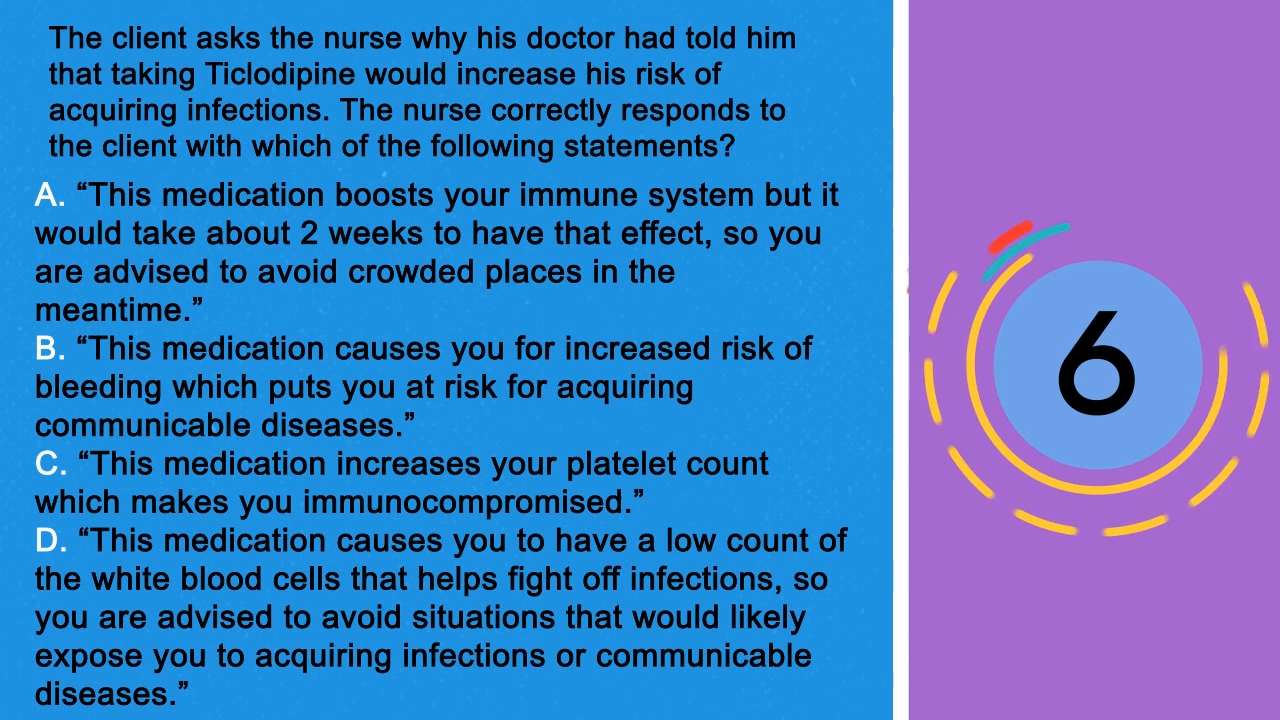 The client asks the nurse why his doctor had told him
that taking Ticlodipine would increase his risk of
acquiring infections. The nurse correctly responds to
the client with which of the following statements?
A. “This medication boosts your immune system but it
would take about 2 weeks to have that effect, so you
are advised to avoid crowded places in the
meantime.”
B. “This medication causes you for increased risk of
bleeding which puts you at risk for acquiring
communicable diseases.”
C. “This medication increases your platelet count
which makes you immunocompromised.”
D. “This medication causes you to have a low count of
the white blood cells that helps fight off infections, so
you are advised to avoid situations that would likely
expose you to acquiring infections or communicable
diseases.”
6